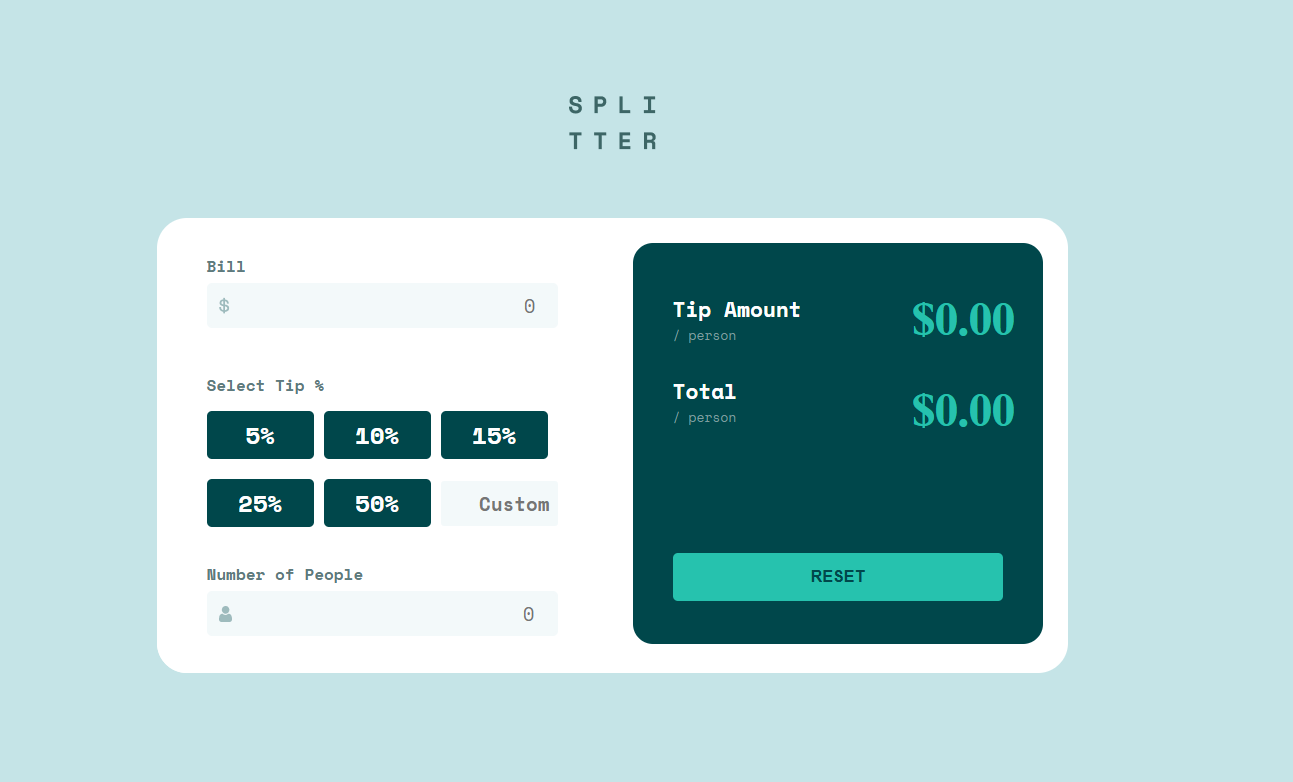 SPLI
TTER
Bill
$ 0
Select Tip %
5% 10% 15%
25% 50% Custom
Number of People
0
Tip Amount
/ person
$0.00
Total
/ person
$0.00
RESET